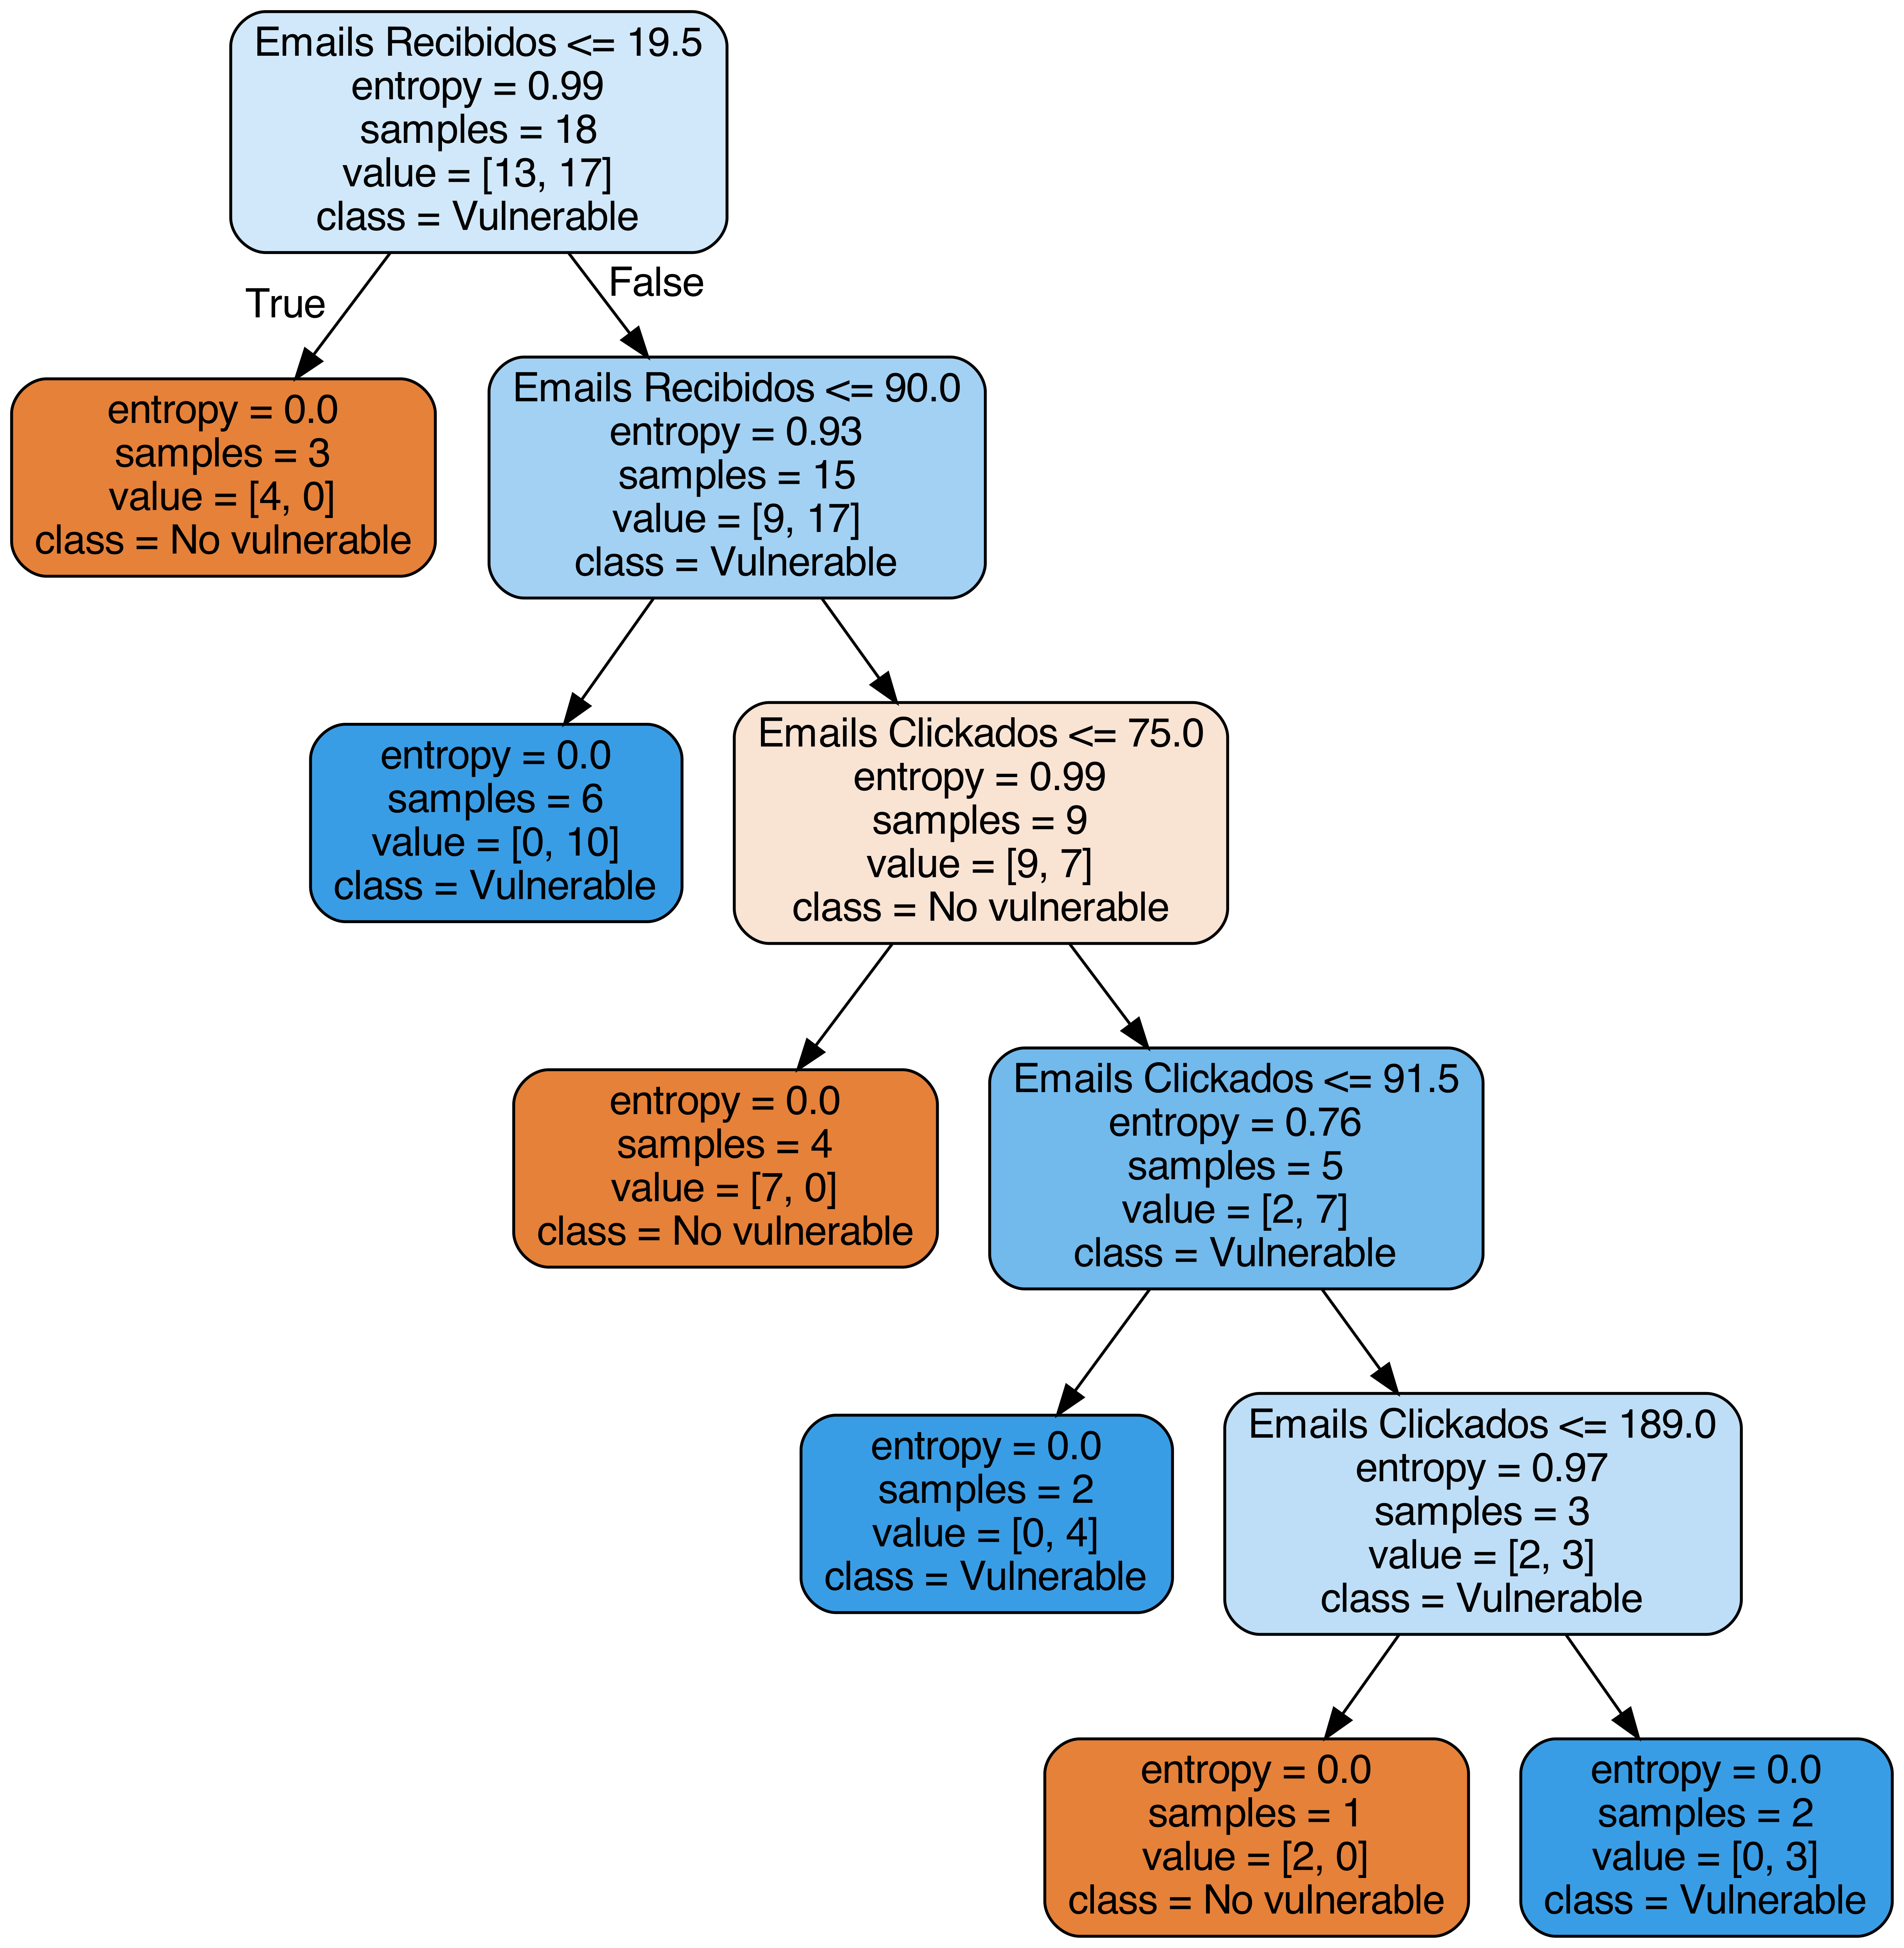 Emails Recibidos <= 19.5
entropy = 0.99
samples = 18
value = [13, 17]
class = Vulnerable
True
False
entropy = 0.0
samples = 3
value = [4, 0]
class = No vulnerable
Emails Recibidos <= 90.0
entropy = 0.93
samples = 15
value = [9, 17]
class = Vulnerable
entropy = 0.0
samples = 6
value = [0, 10]
class = Vulnerable
Emails Clickados <= 75.0
entropy = 0.99
samples = 9
value = [9, 7]
class = No vulnerable
entropy = 0.0
samples = 4
value = [7, 0]
class = No vulnerable
Emails Clickados <= 91.5
entropy = 0.76
samples = 5
value = [2, 7]
class = Vulnerable
entropy = 0.0
samples = 2
value = [0, 4]
class = Vulnerable
Emails Clickados <= 189.0
entropy = 0.97
samples = 3
value = [2, 3]
class = Vulnerable
entropy = 0.0
samples = 1
value = [2, 0]
class = No vulnerable
entropy = 0.0
samples = 2
value = [0, 3]
class = Vulnerable